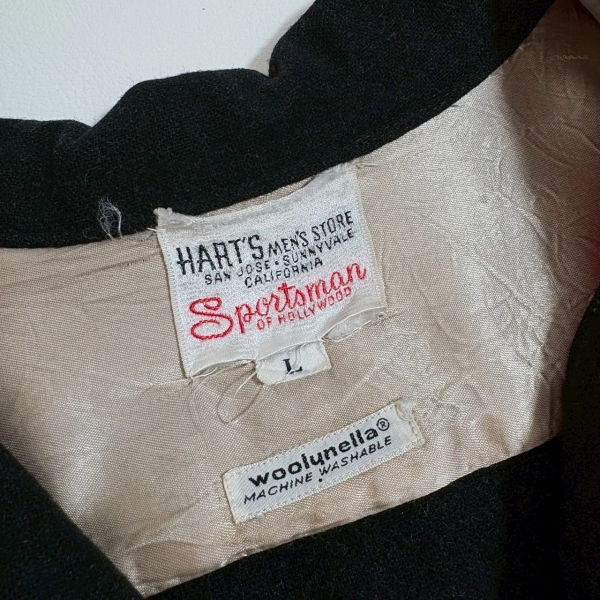 HART'S MEN'S STORE
SAN JOSE • SUNNYVALE
CALIFORNIA
Sportsman
OF HOLLYWOOD
L
woolunella®
MACHINE WASHABLE